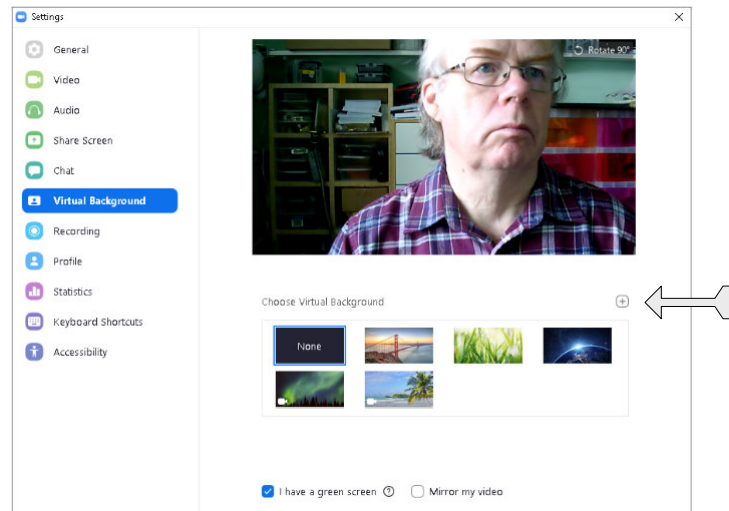 Settings
General
Video
Audio
Share Screen
Chat
Virtual Background
Recording
Profile
Statistics
Keyboard Shortcuts
Accessibility
Rotate 90°
Choose Virtual Background
None
I have a green screen
Mirror my video